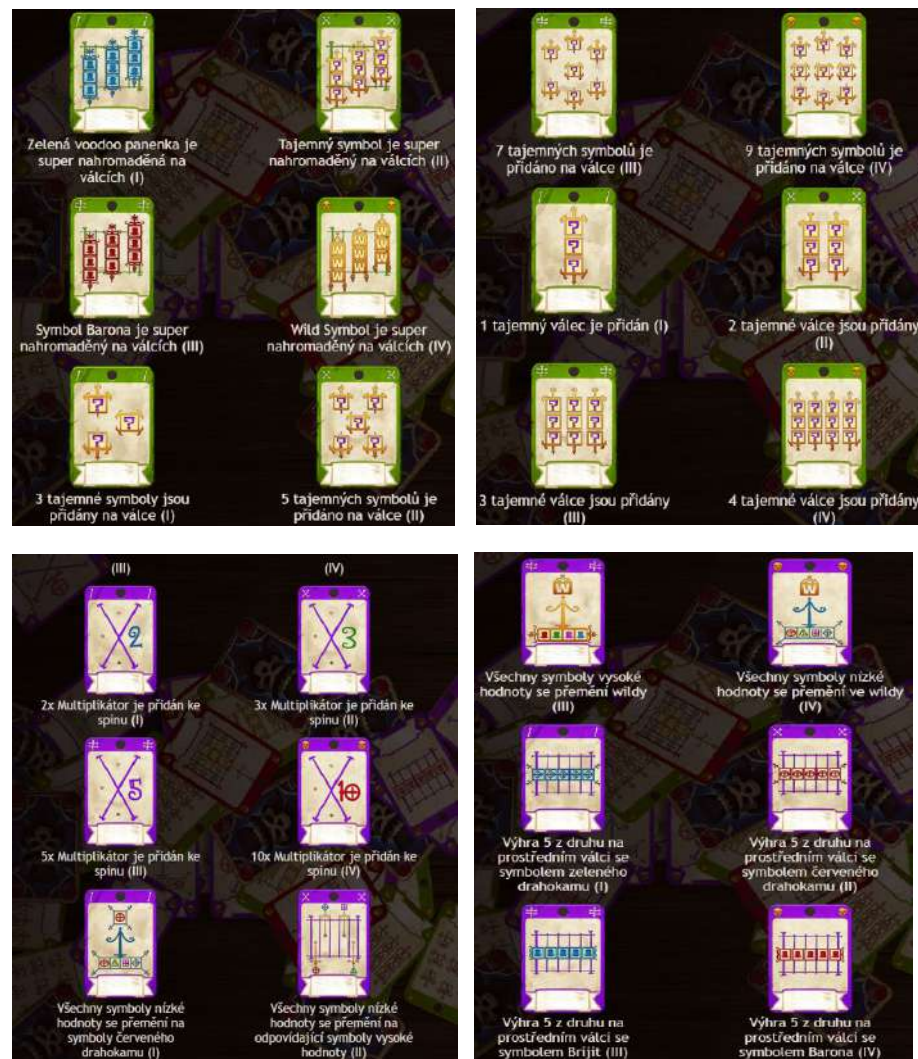 Zelená voodoo panenka je
super nahromaděná na
válcích (I)
Tajemný symbol je super
nahromaděný na válcích (II)
Symbol Barona je super
nahromaděný na válcích (III)
Wild Symbol je super
nahromaděný na válcích (IV)
3 tajemné symboly jsou
přidány na válce (I)
5 tajemných symbolů je
přidáno na válce (II)
7 tajemných symbolů je
přidáno na válce (III)
9 tajemných symbolů je
přidáno na válce (IV)
1 tajemný válec je přidán (I)
2 tajemné válce jsou přidány
(II)
3 tajemné válce jsou přidány
(III)
4 tajemné válce jsou přidány
(IV)
(III)
(IV)
2
2x Multiplikátor je přidán ke
spinu (I)
3
3x Multiplikátor je přidán ke
spinu (II)
5
5x Multiplikátor je přidán ke
spinu (III)
10
10x Multiplikátor je přidán ke
spinu (IV)
Všechny symboly nízké
hodnoty se přemění na
symboly červeného
drahokamu (I)
Všechny symboly nízké
hodnoty se přemění na
odpovídající symboly vysoké
hodnoty (II)
W
Všechny symboly vysoké
hodnoty se přemění wildy
(III)
W
Všechny symboly nízké
hodnoty se přemění ve wildy
(IV)
Výhra 5 z druhu na
prostředním válci se
symbolem zeleného
drahokamu (I)
Výhra 5 z druhu na
prostředním válci se
symbolem červeného
drahokamu (II)
Výhra 5 z druhu na
prostředním válci se
symbolem Brijit (III)
Výhra 5 z druhu na
prostředním válci se
symbolem Barona (IV)